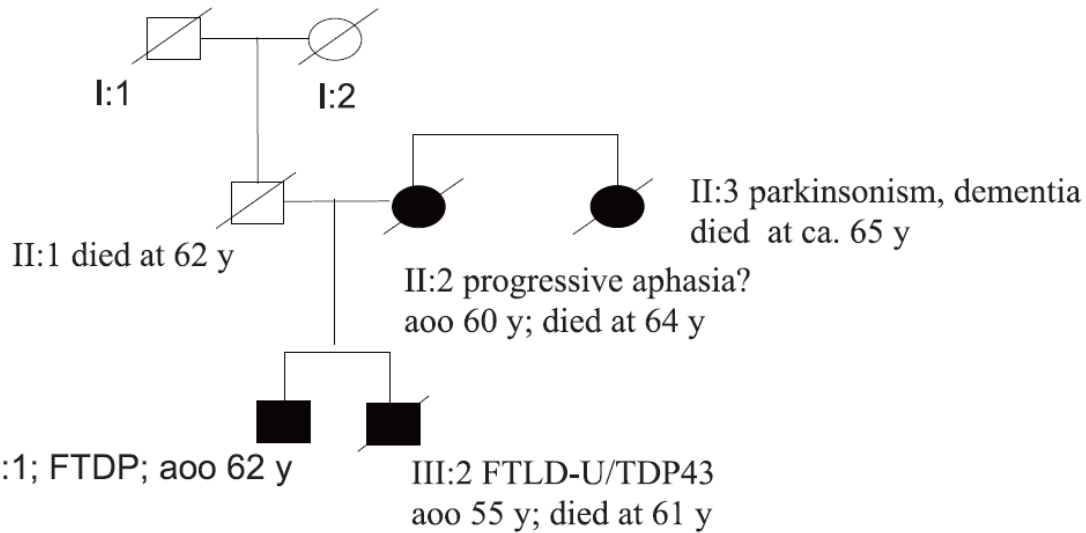 I:1
I:2
II:3 parkinsonism, dementia
died at ca. 65 y
II:1 died at 62 y
II:2 progressive aphasia?
aoo 60 y; died at 64 y
:1; FTDP; aoo 62 y
III:2 FTLD-U/TDP43
aoo 55 y; died at 61 y